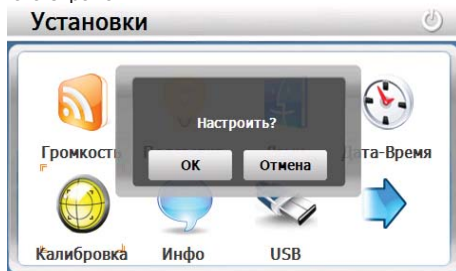 Установки
Настроить?
Громкость
Дата-Время
OK Отмена
Калибровка Инфо USB